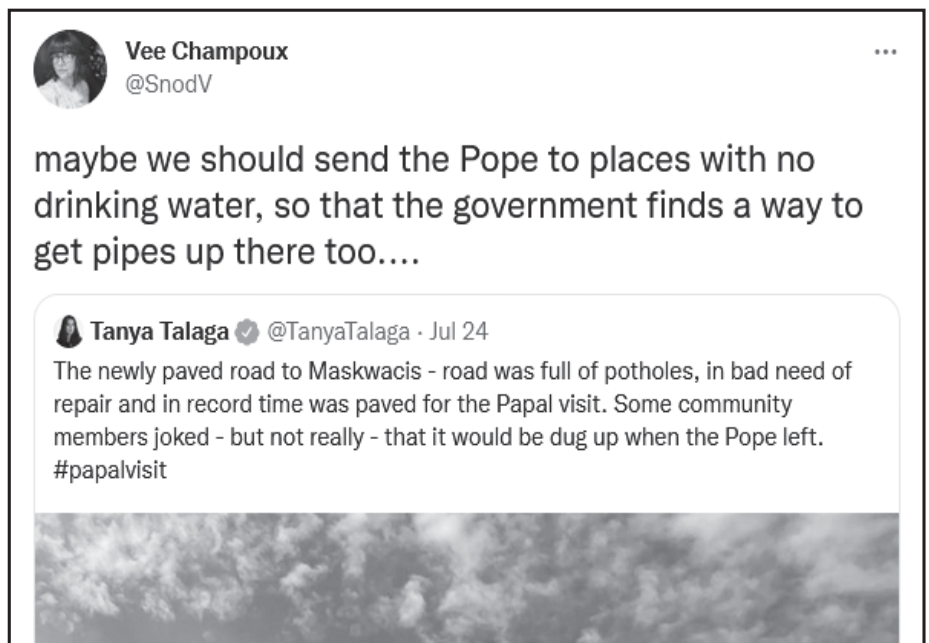 Vee Champoux
@SnodV
maybe we should send the Pope to places with no
drinking water, so that the government finds a way to
get pipes up there too....
Tanya Talaga @TanyaTalaga · Jul 24
The newly paved road to Maskwacis - road was full of potholes, in bad need of
repair and in record time was paved for the Papal visit. Some community
members joked - but not really - that it would be dug up when the Pope left.
#papalvisit